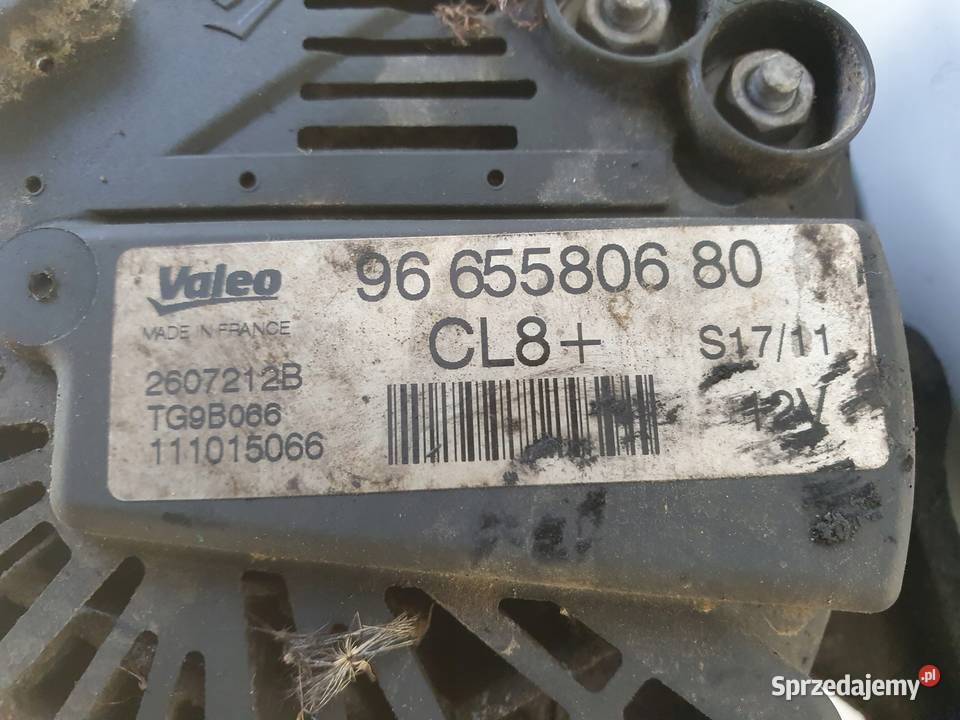 Valeo
MADE IN FRANCE
96 655806 80
CL8+
S17/11
2607212B
TG9B066
111015066
12V
Sprzedajemy.pl